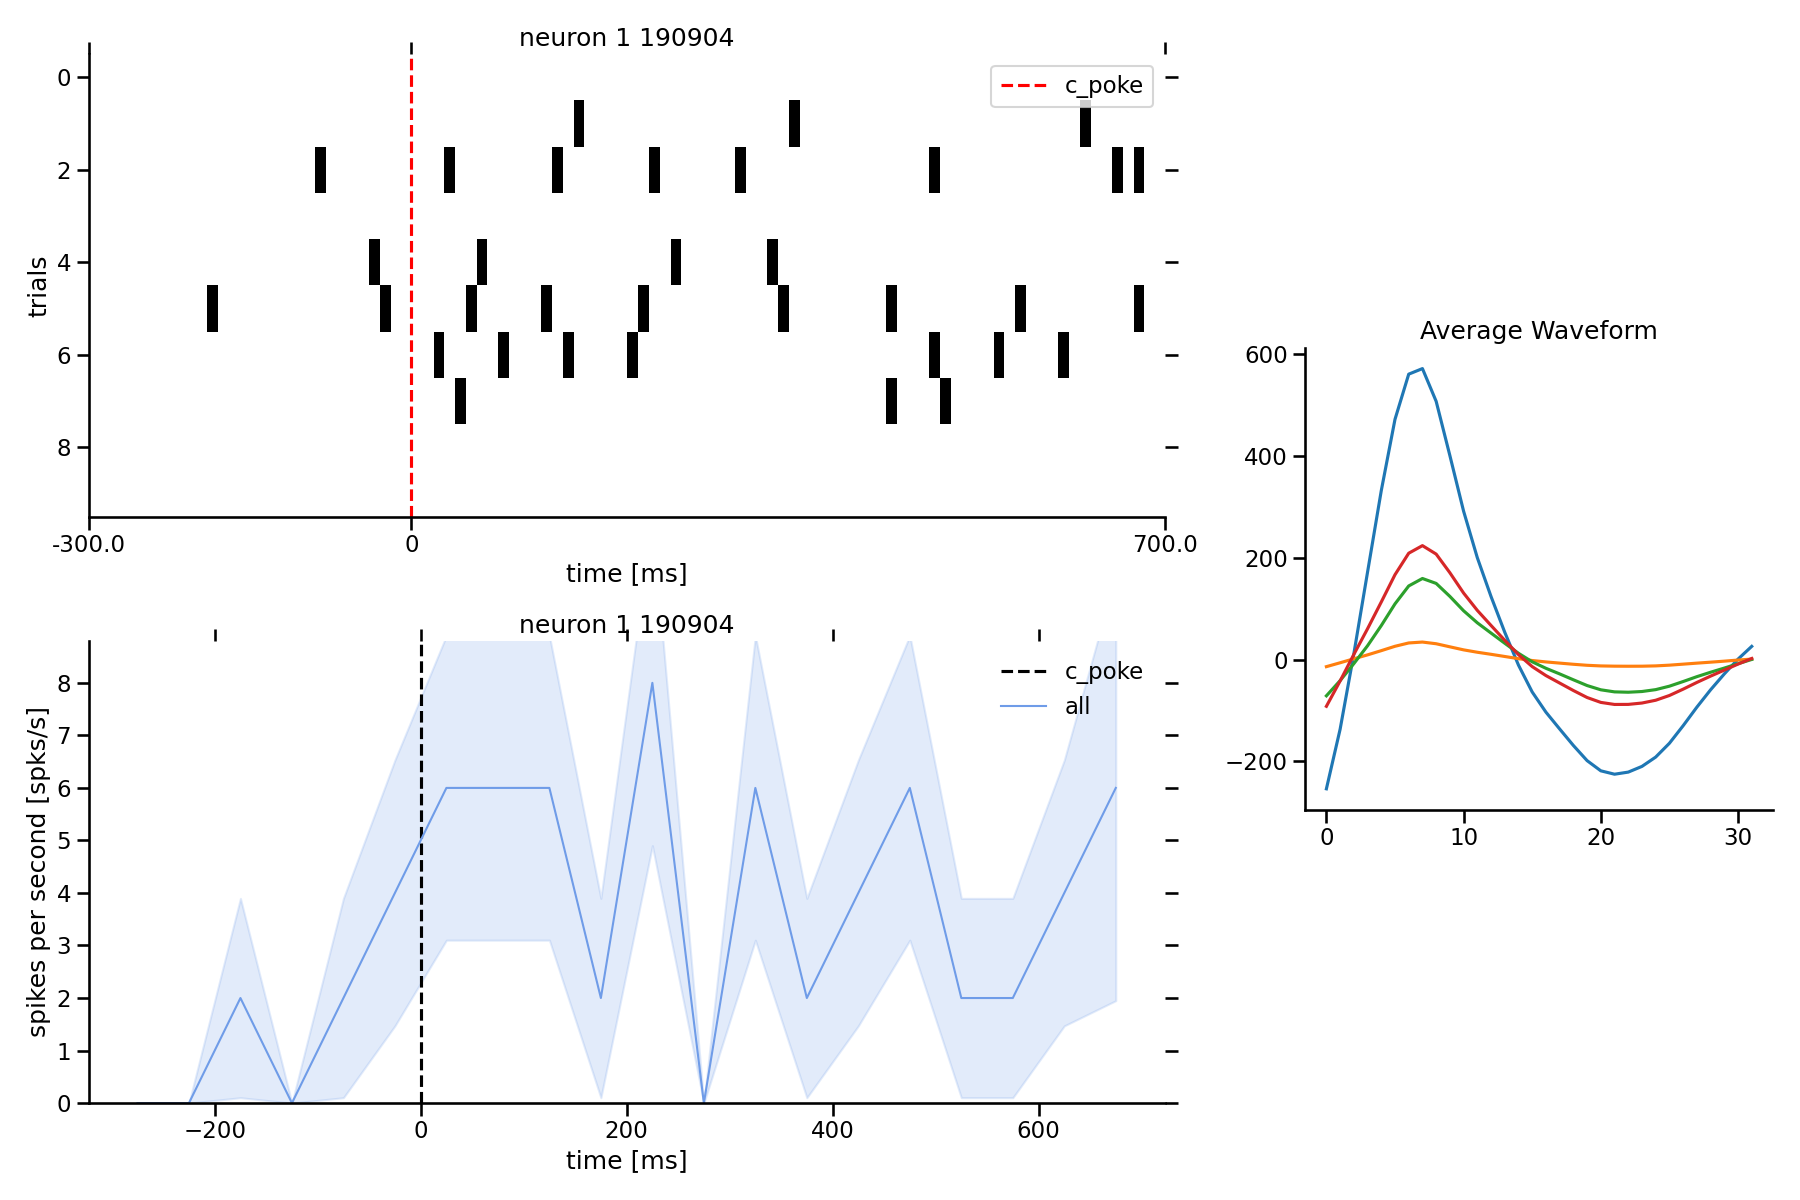 neuron 1 190904
c_poke
trials
0
2
4
6
8
-300.0 0 700.0
time [ms]
neuron 1 190904
c_poke
all
spikes per second [spks/s]
8
7
6
5
4
3
2
1
0
−200 0 200 400 600
time [ms]
Average Waveform
600
400
200
0
−200
0 10 20 30